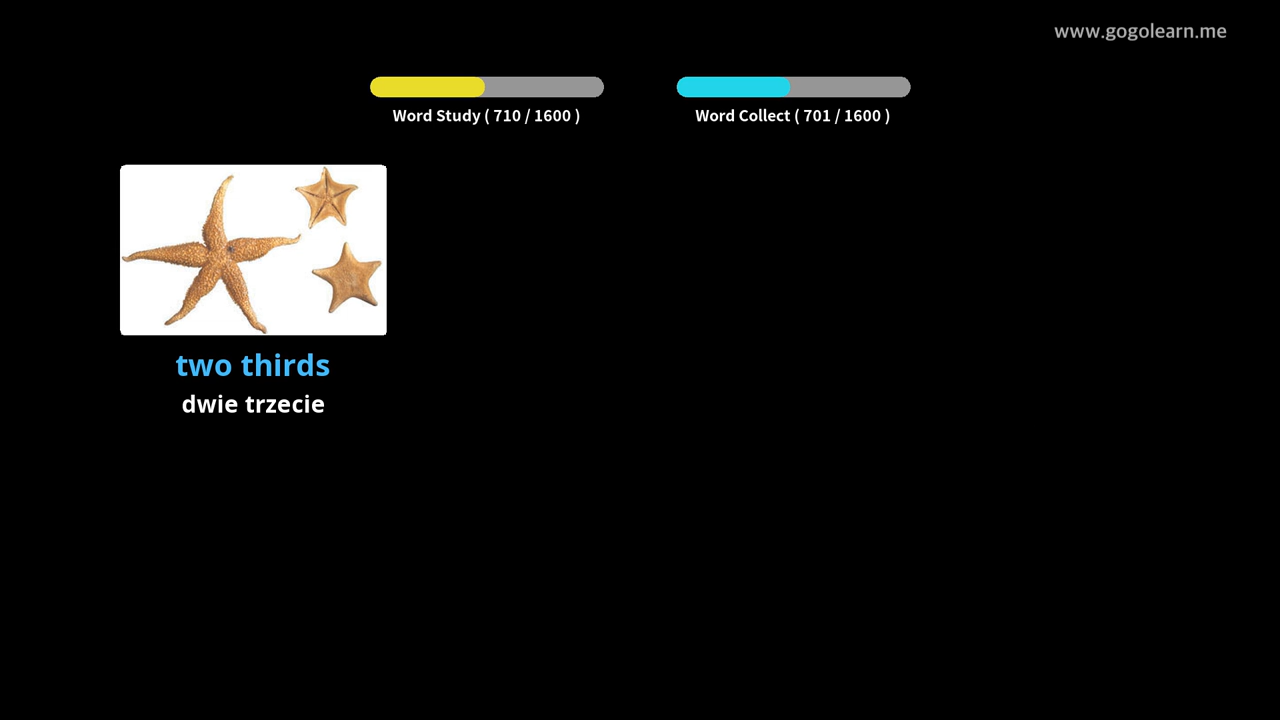 www.gogolearn.me
Word Study ( 710 / 1600 )
Word Collect ( 701 / 1600 )
two thirds
dwie trzecie